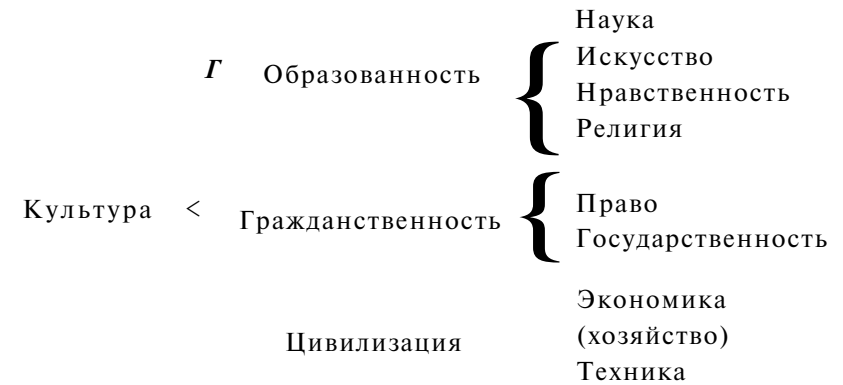 Наука
Г Образованность
Искусство
Нравственность
Религия
Культура < Гражданственность
Право
Государственность
Цивилизация
Экономика
(хозяйство)
Техника